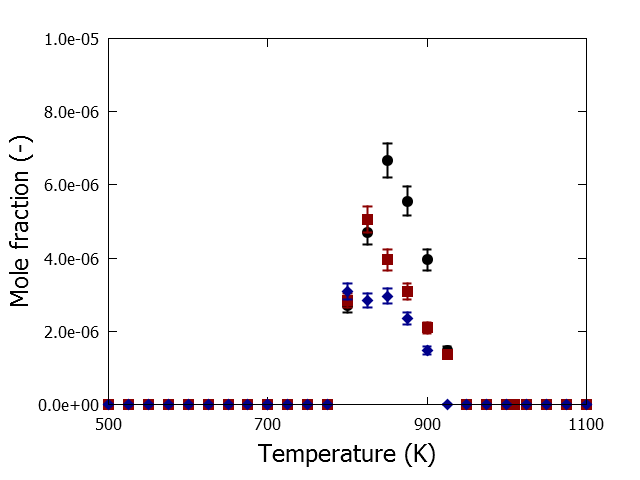 1.0e-05
8.0e-06
6.0e-06
4.0e-06
2.0e-06
0.0e+00
500
700
900
1100
Temperature (K)
Mole fraction (-)